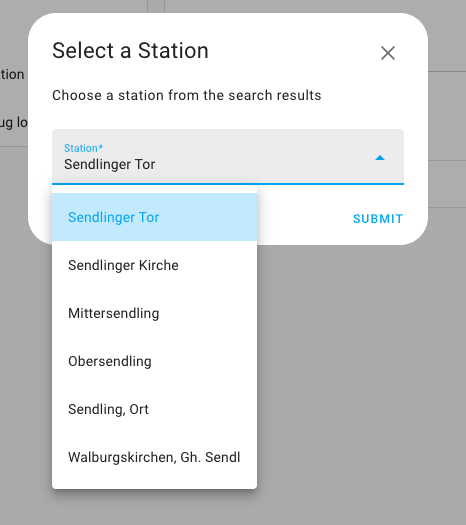 Select a Station
tion
Choose a station from the search results
ug lo
Station*
Sendlinger Tor
Sendlinger Tor
SUBMIT
Sendlinger Kirche
Mittersendling
Obersendling
Sendling, Ort
Walburgskirchen, Gh. Sendl